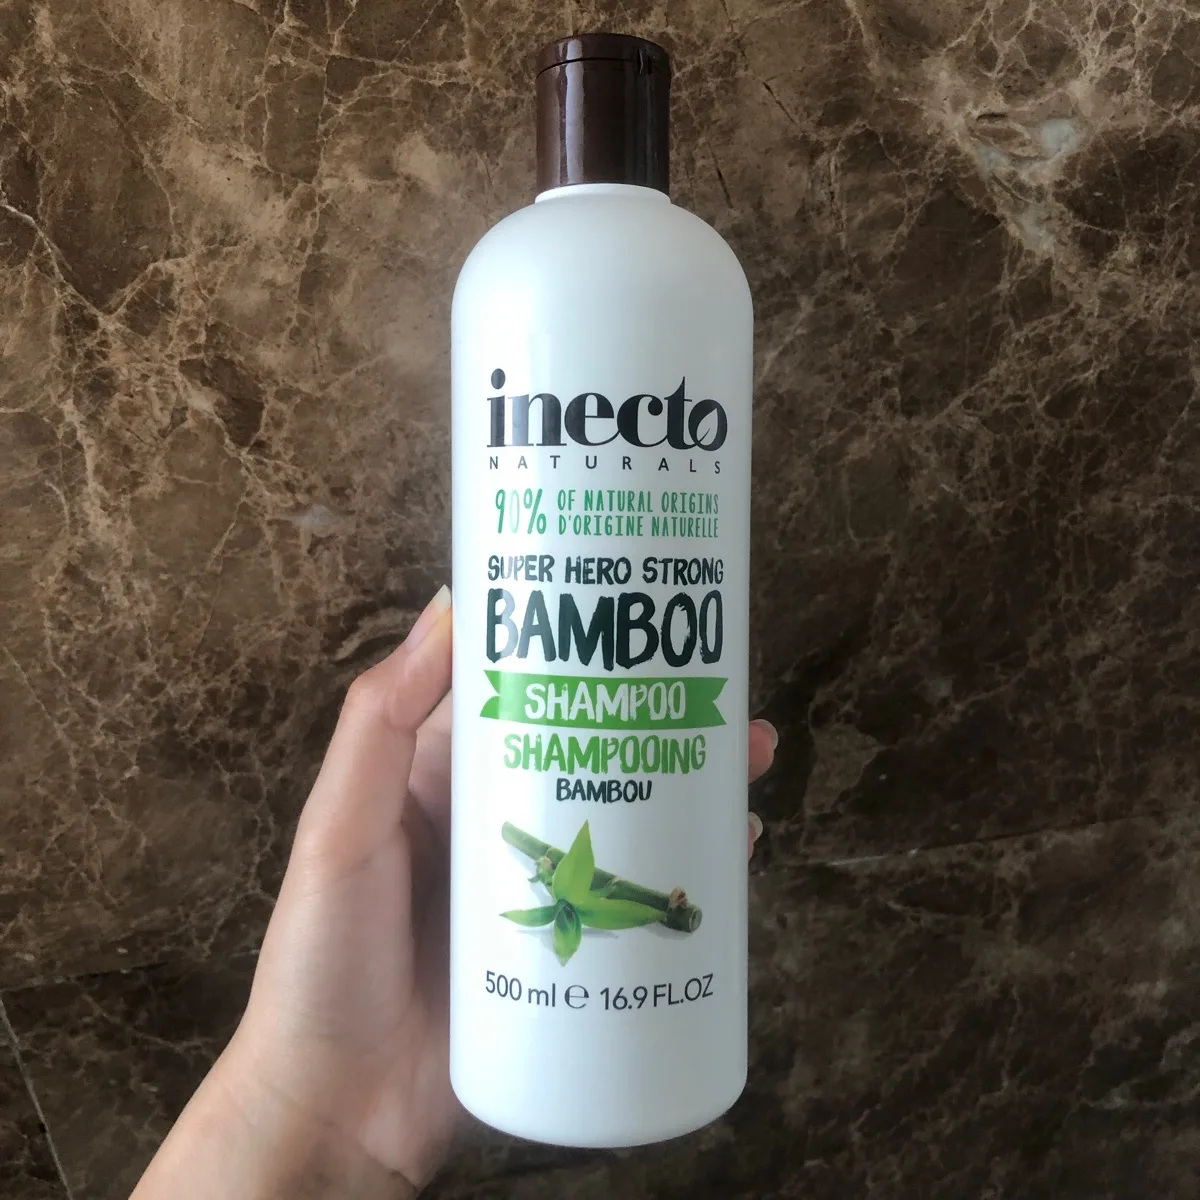 inecto
NATURALS
90% OF NATURAL ORIGINS
D'ORIGINE NATURELLE
SUPER HERO STRONG
BAMBOO
SHAMPOO
SHAMPOOING
BAMBOU
500 ml ℮ 16.9 FL.OZ